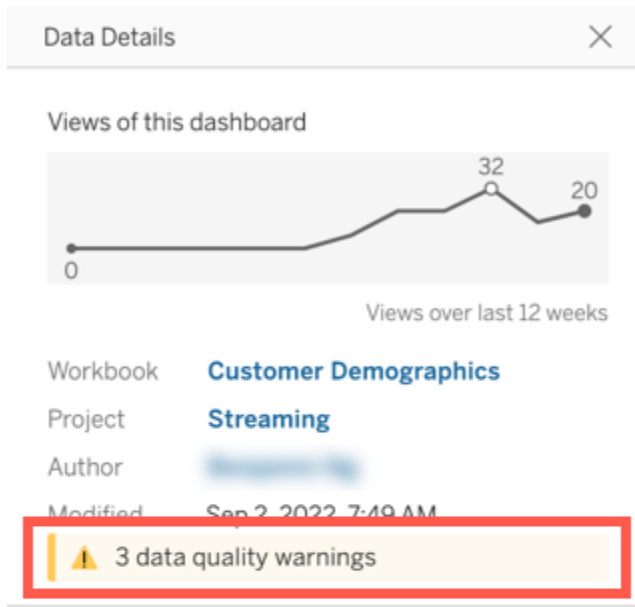 Data Details
Views of this dashboard
32
20
0
Views over last 12 weeks
Workbook Customer Demographics
Project Streaming
Author
Modified Sep 2, 2022, 7:49 AM
3 data quality warnings